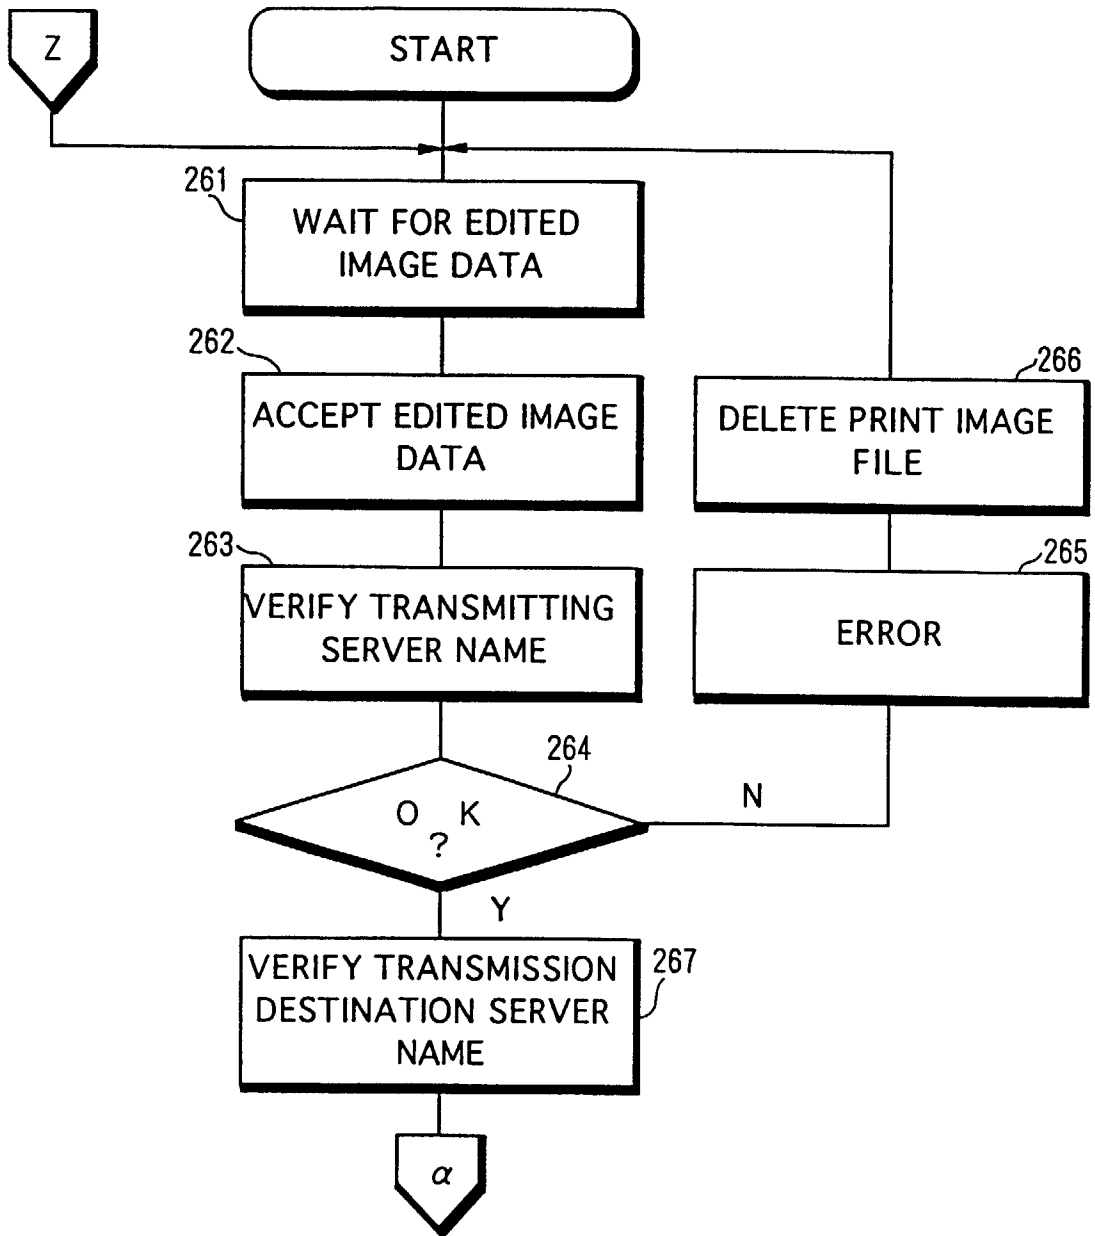 Z
START
261
WAIT FOR EDITED
IMAGE DATA
262
ACCEPT EDITED IMAGE
DATA
266
DELETE PRINT IMAGE
FILE
263
VERIFY TRANSMITTING
SERVER NAME
265
ERROR
264
O K
?
N
Y
VERIFY TRANSMISSION
DESTINATION SERVER
NAME
267
α